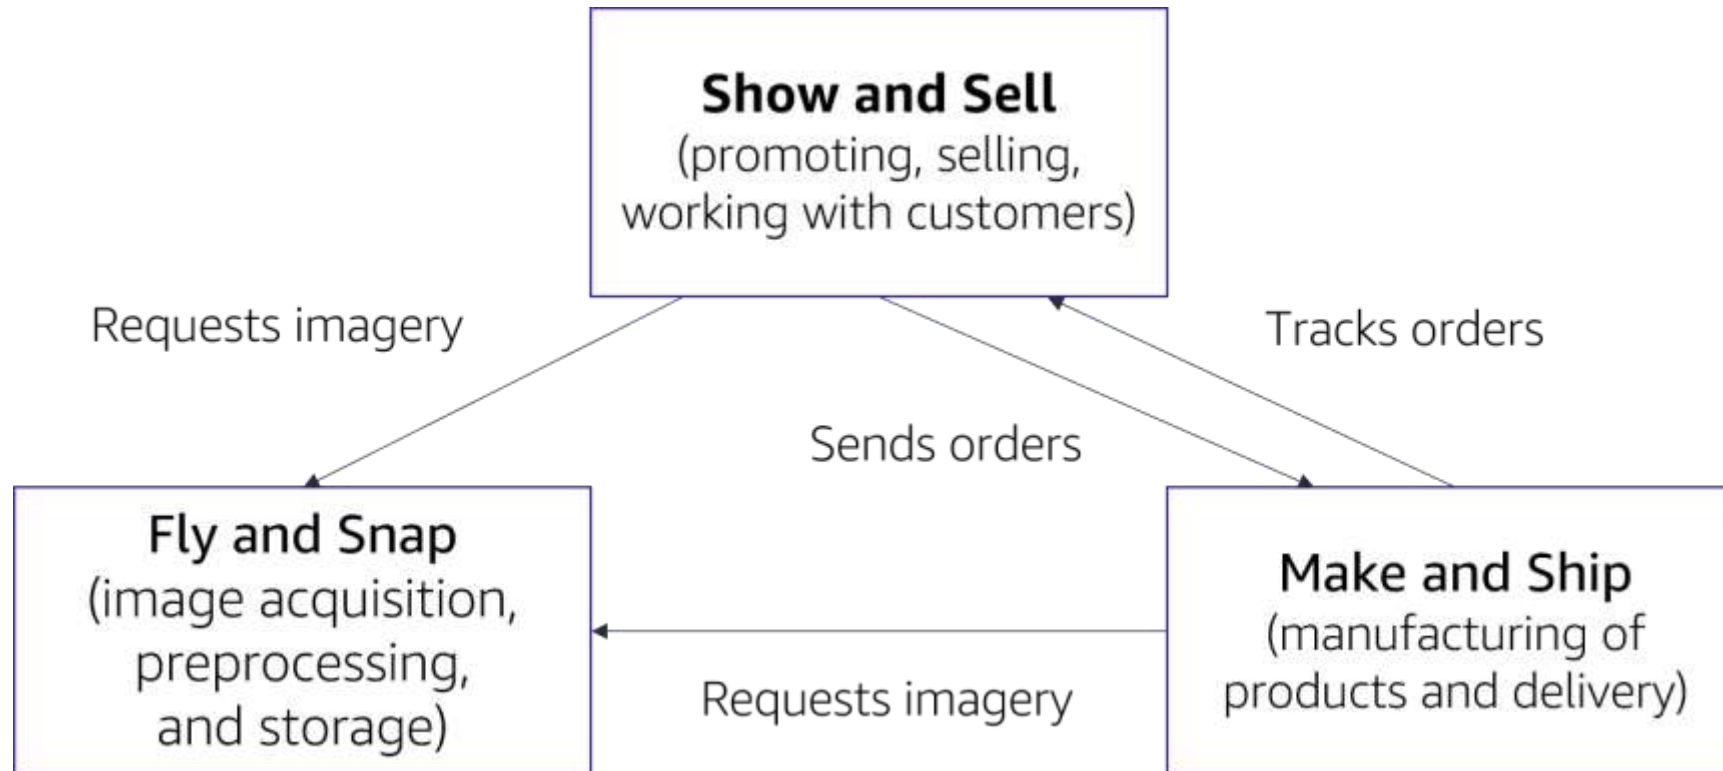 Show and Sell
(promoting, selling,
working with customers)
Requests imagery
Tracks orders
Sends orders
Fly and Snap
(image acquisition,
preprocessing,
and storage)
Make and Ship
(manufacturing of
products and delivery)
Requests imagery